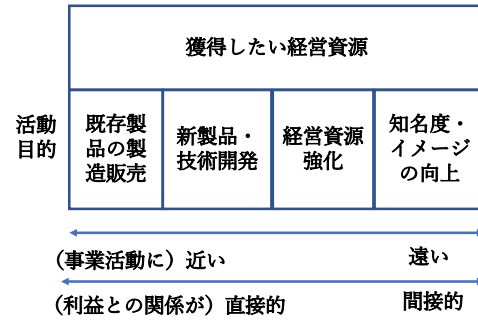 獲得したい経営資源
活動
目的
既存製
品の製
造販売
新製品・
技術開発
経営資源
強化
知名度・
イメージ
の向上
（事業活動に）近い
遠い
（利益との関係が）直接的
間接的